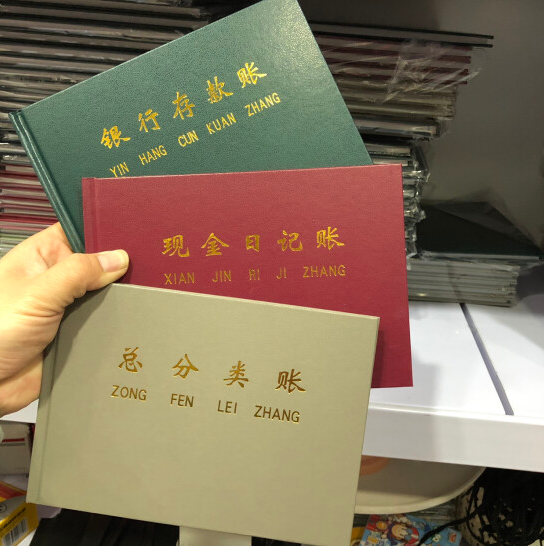 银行存款账
YIN HANG CUN KUAN ZHANG
现金日记账
XIAN JIN RI JI ZHANG
总分类账
ZONG FEN LEI ZHANG